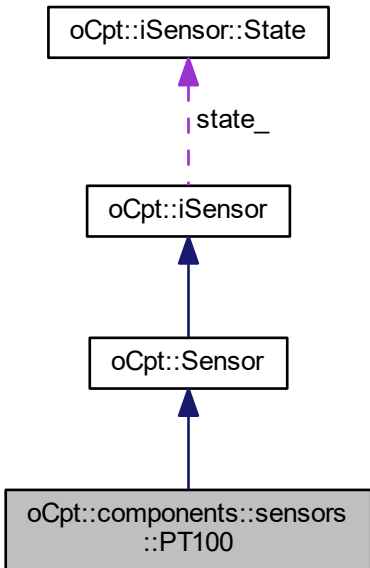 oCpt::iSensor::State
state_
oCpt::iSensor
oCpt::Sensor
oCpt::components::sensors
::PT100